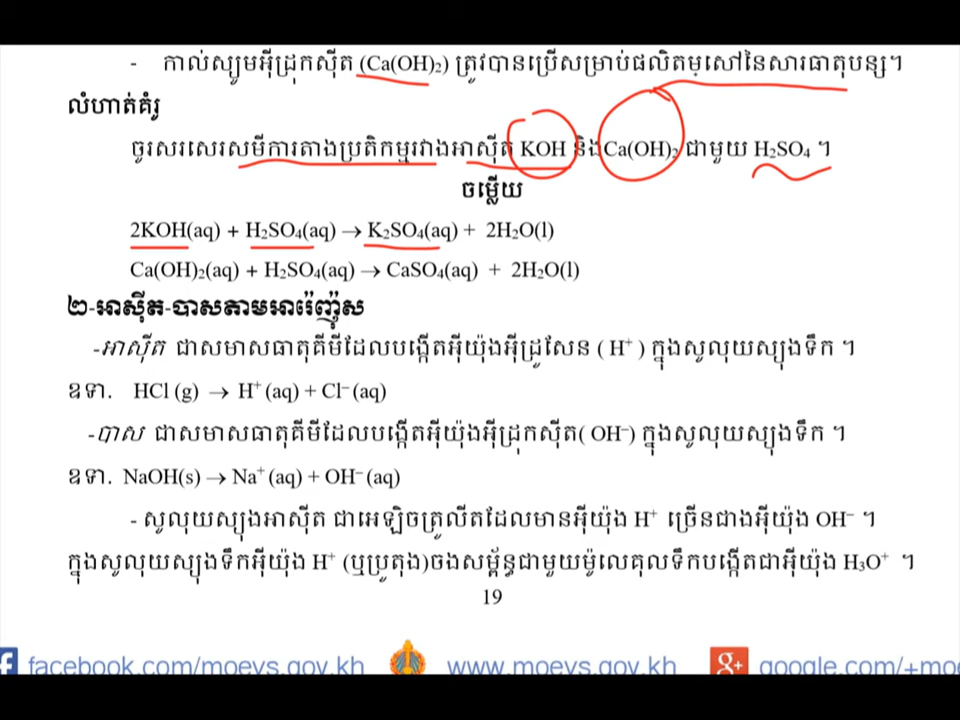 - កាល់ស្យូមអ៊ីដ្រុកស៊ីត (Ca(OH)₂) ត្រូវបានប្រើសម្រាប់ផលិតម្សៅនៃសារធាតុបន្ស។
លំហាត់គំរូ
ចូរសរសេរសមីការតាងប្រតិកម្មរវាងអាស៊ីត KOH និង Ca(OH)₂ ជាមួយ H₂SO₄ ។
ចម្លើយ
2KOH(aq) + H₂SO₄(aq) → K₂SO₄(aq) + 2H₂O(l)
Ca(OH)₂(aq) + H₂SO₄(aq) → CaSO₄(aq) + 2H₂O(l)
២-អាស៊ីត-បាសតាមអារ៉េញ៉ុស
-អាស៊ីត ជាសមាសធាតុគីមីដែលបង្កើតអ៊ីយ៉ុងអ៊ីដ្រូសែន ( H⁺ ) ក្នុងសូលុយស្យុងទឹក ។
ឧទា. HCl (g) → H⁺ (aq) + Cl⁻ (aq)
-បាស ជាសមាសធាតុគីមីដែលបង្កើតអ៊ីយ៉ុងអ៊ីដ្រុកស៊ីត( OH⁻) ក្នុងសូលុយស្យុងទឹក ។
ឧទា. NaOH(s) → Na⁺ (aq) + OH⁻ (aq)
- សូលុយស្យុងអាស៊ីត ជាអេឡិចត្រូលីតដែលមានអ៊ីយ៉ុង H⁺ ច្រើនជាងអ៊ីយ៉ុង OH⁻ ។
ក្នុងសូលុយស្យុងទឹកអ៊ីយ៉ុង H⁺ (ឬប្រូតុង)ចងសម្ព័ន្ធជាមួយម៉ូលេគុលទឹកបង្កើតជាអ៊ីយ៉ុង H₃O⁺ ។
19
facebook.com/moeys.gov.kh www.moeys.gov.kh google.com/+moe